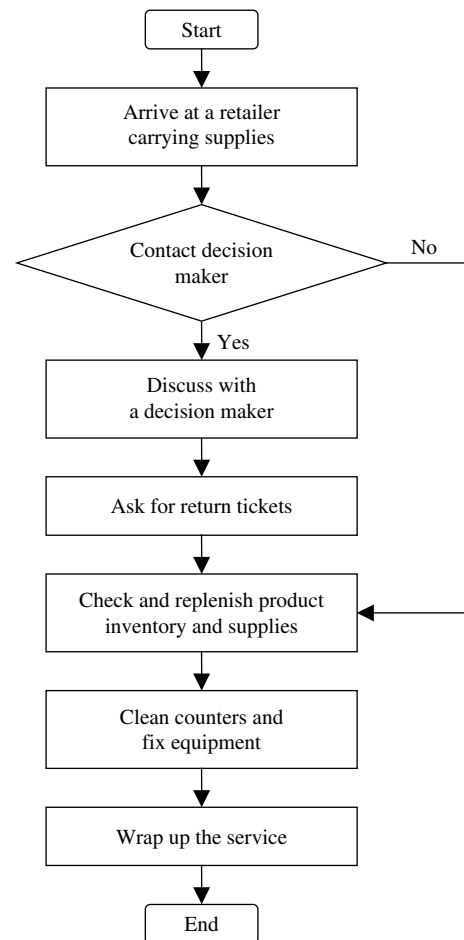 Start
Arrive at a retailer
carrying supplies
Contact decision
maker
No
Yes
Discuss with
a decision maker
Ask for return tickets
Check and replenish product
inventory and supplies
Clean counters and
fix equipment
Wrap up the service
End